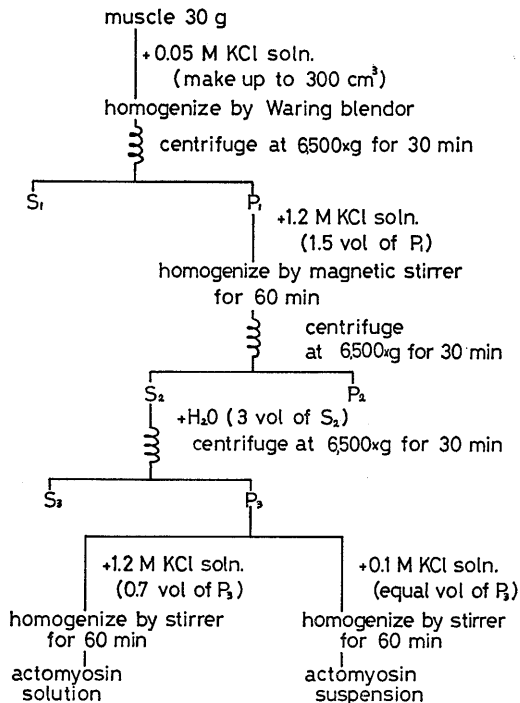 muscle 30 g
+0.05 M KCl soln.
(make up to 300 cm³)
homogenize by Waring blendor
centrifuge at 6,500×g for 30 min
S₁ P₁
+1.2 M KCl soln.
(1.5 vol of P₁)
homogenize by magnetic stirrer
for 60 min
centrifuge
at 6,500×g for 30 min
S₂ P₂
+H₂O (3 vol of S₂)
centrifuge at 6,500×g for 30 min
S₃ P₃
+1.2 M KCl soln.
(0.7 vol of P₃)
homogenize by stirrer
for 60 min
actomyosin
solution
+0.1 M KCl soln.
(equal vol of P₃)
homogenize by stirrer
for 60 min
actomyosin
suspension